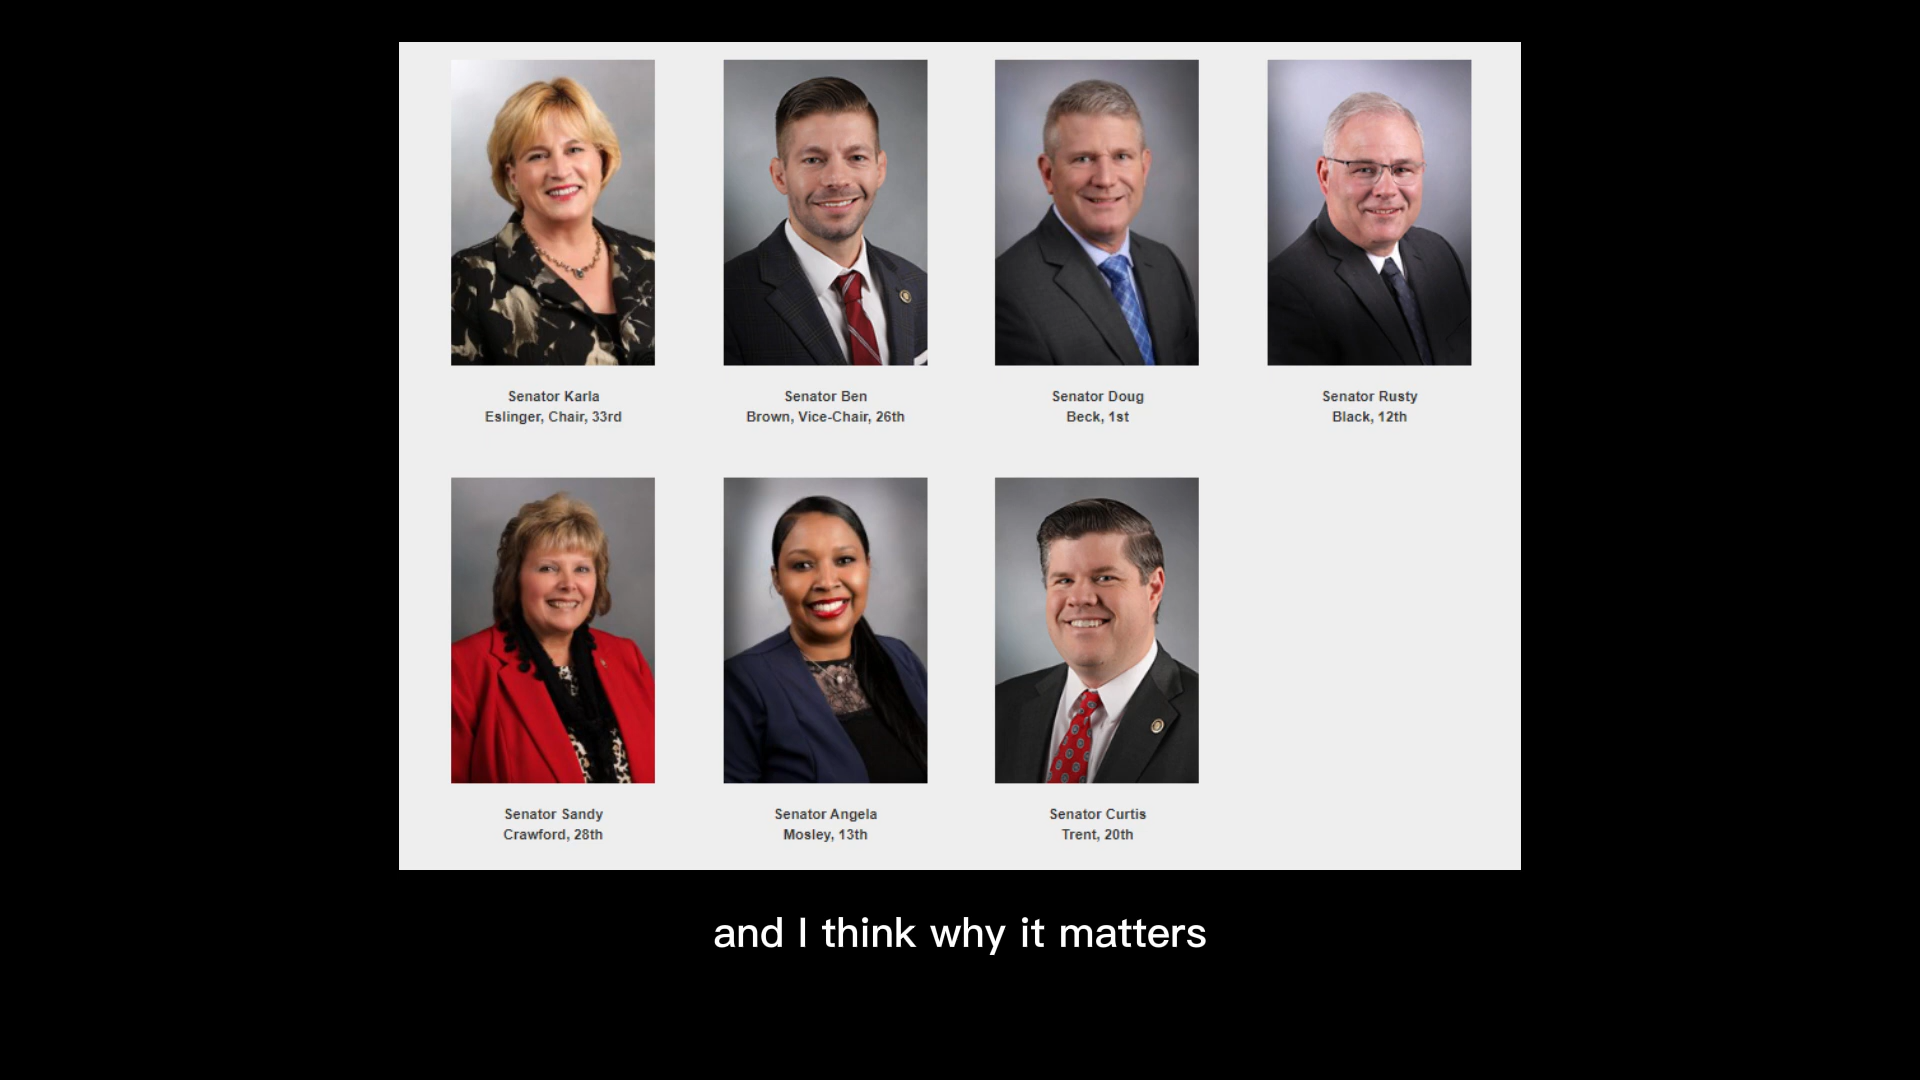 Senator Karla
Eslinger, Chair, 33rd
Senator Ben
Brown, Vice-Chair, 26th
Senator Doug
Beck, 1st
Senator Rusty
Black, 12th
Senator Sandy
Crawford, 28th
Senator Angela
Mosley, 13th
Senator Curtis
Trent, 20th
and I think why it matters